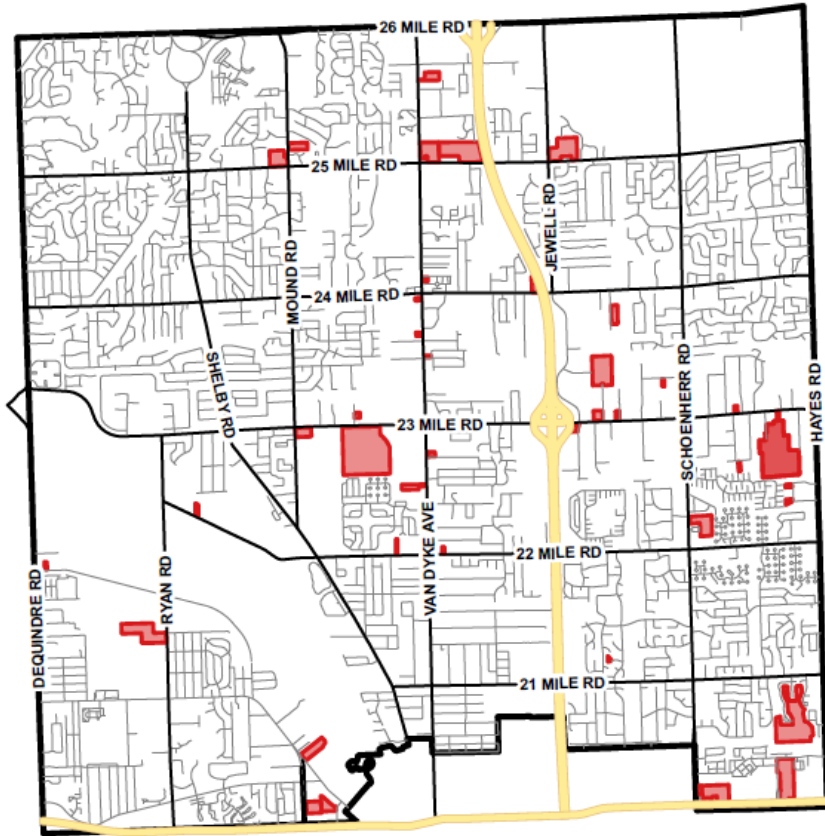 26 MILE RD
25 MILE RD
JEWELL RD
MOUND RD
24 MILE RD
SHELBY RD
SCHOENHERR RD
HAYES RD
23 MILE RD
VAN DYKE AVE
22 MILE RD
RYAN RD
DEQUINDRE RD
21 MILE RD